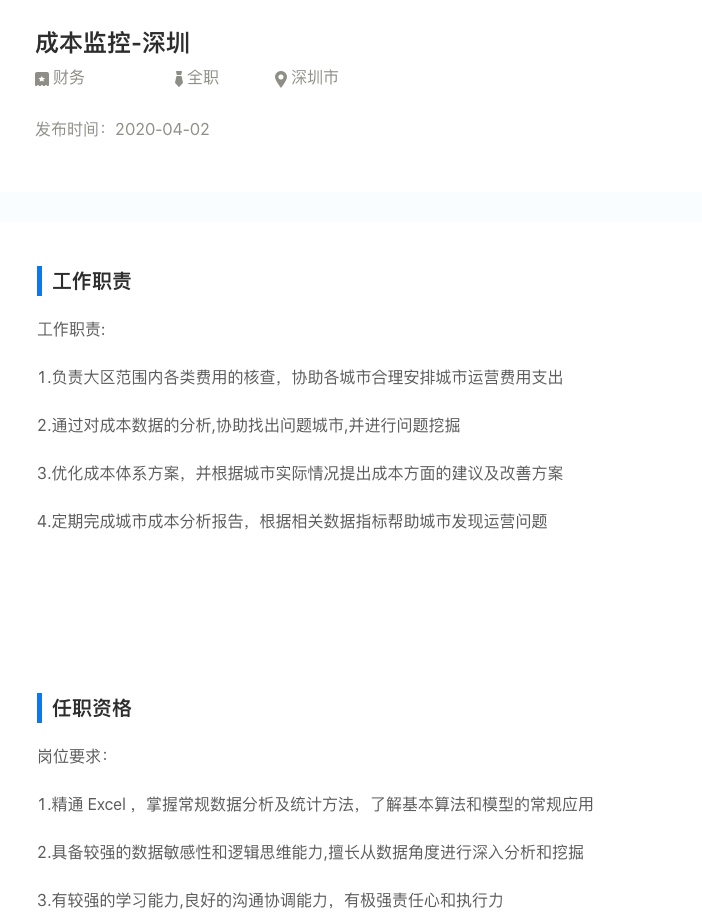 成本监控-深圳
财务 全职 深圳市
发布时间：2020-04-02
工作职责
工作职责:
1.负责大区范围内各类费用的核查，协助各城市合理安排城市运营费用支出
2.通过对成本数据的分析,协助找出问题城市,并进行问题挖掘
3.优化成本体系方案，并根据城市实际情况提出成本方面的建议及改善方案
4.定期完成城市成本分析报告，根据相关数据指标帮助城市发现运营问题
任职资格
岗位要求：
1.精通 Excel ，掌握常规数据分析及统计方法，了解基本算法和模型的常规应用
2.具备较强的数据敏感性和逻辑思维能力,擅长从数据角度进行深入分析和挖掘
3.有较强的学习能力,良好的沟通协调能力，有极强责任心和执行力